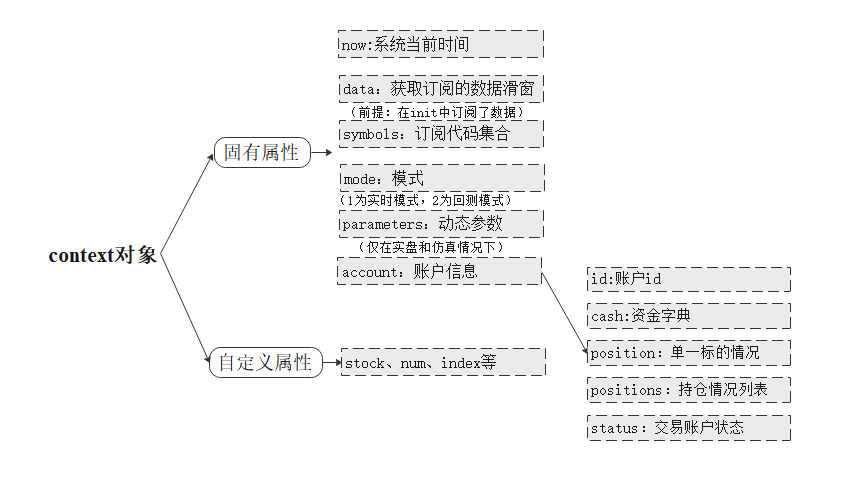 context对象
固有属性
now:系统当前时间
data：获取订阅的数据滑窗
（前提：在init中订阅了数据）
symbols：订阅代码集合
mode：模式
（1为实时模式，2为回测模式）
parameters：动态参数
（仅在实盘和仿真情况下）
account：账户信息
id:账户id
cash:资金字典
position：单一标的情况
positions：持仓情况列表
status：交易账户状态
自定义属性
stock、num、index等